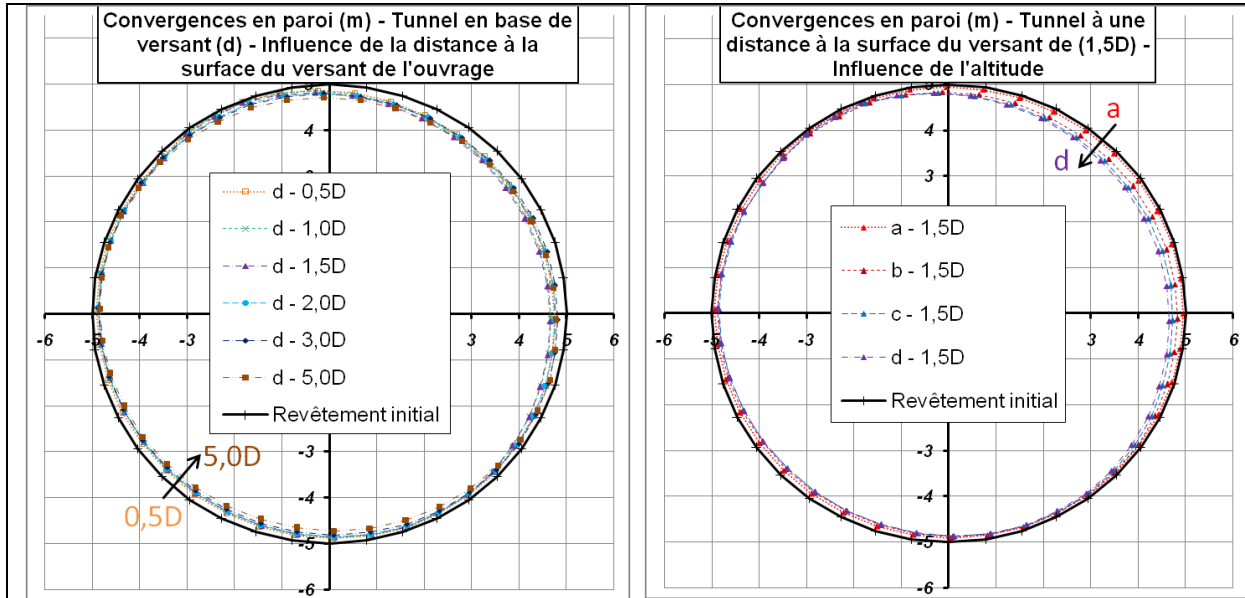 Convergences en paroi (m) - Tunnel en base de
versant (d) - Influence de la distance à la
surface du versant de l'ouvrage
4
d - 0,5D
d - 1,0D
d - 1,5D
d - 2,0D
d - 3,0D
d - 5,0D
Revêtement initial
-6 -5 -4 -3 4 5 6
5,0D
0,5D
-3
-4
-5
-6
Convergences en paroi (m) - Tunnel à une
distance à la surface du versant de (1,5D) -
Influence de l'altitude
5
a
4
d
3
a - 1,5D
b - 1,5D
c - 1,5D
d - 1,5D
Revêtement initial
-6 -5 -4 -3 3 4 5 6
-3
-4
-5
-6